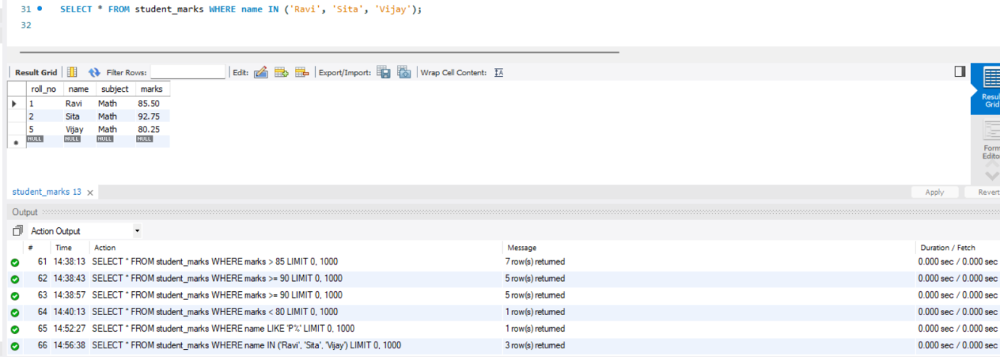 31 SELECT * FROM student_marks WHERE name IN ('Ravi', 'Sita', 'Vijay');
32
Result Grid Filter Rows: Edit: Export/Import: Wrap Cell Content:
roll_no name subject marks
1 Ravi Math 85.50
2 Sita Math 92.75
5 Vijay Math 80.25
NULL NULL NULL NULL
Result
Grid
Form
Editor
student_marks 13 Apply Revert
Output
Action Output
# Time Action Message Duration / Fetch
61 14:38:13 SELECT * FROM student_marks WHERE marks > 85 LIMIT 0, 1000 7 row(s) returned 0.000 sec / 0.000 sec
62 14:38:43 SELECT * FROM student_marks WHERE marks >= 90 LIMIT 0, 1000 5 row(s) returned 0.000 sec / 0.000 sec
63 14:38:57 SELECT * FROM student_marks WHERE marks >= 90 LIMIT 0, 1000 5 row(s) returned 0.000 sec / 0.000 sec
64 14:40:13 SELECT * FROM student_marks WHERE marks < 80 LIMIT 0, 1000 1 row(s) returned 0.000 sec / 0.000 sec
65 14:52:27 SELECT * FROM student_marks WHERE name LIKE 'P%' LIMIT 0, 1000 1 row(s) returned 0.000 sec / 0.000 sec
66 14:56:38 SELECT * FROM student_marks WHERE name IN ('Ravi', 'Sita', 'Vijay') LIMIT 0, 1000 3 row(s) returned 0.000 sec / 0.000 sec